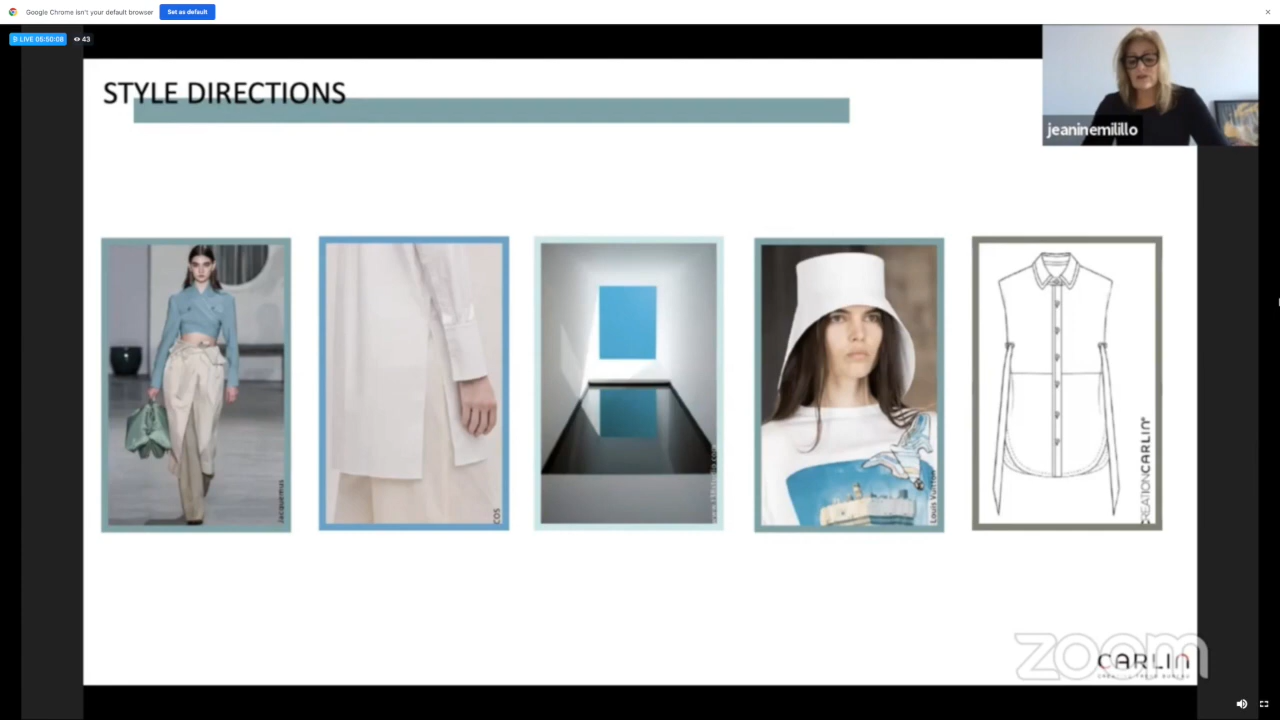 Google Chrome isn't your default browser
Set as default
LIVE 05:50:08
43
STYLE DIRECTIONS
jeaninemilillo
Jacquemus
COS
Louis Vuitton
CREATIONCARLIN®
zoom
CARLIN